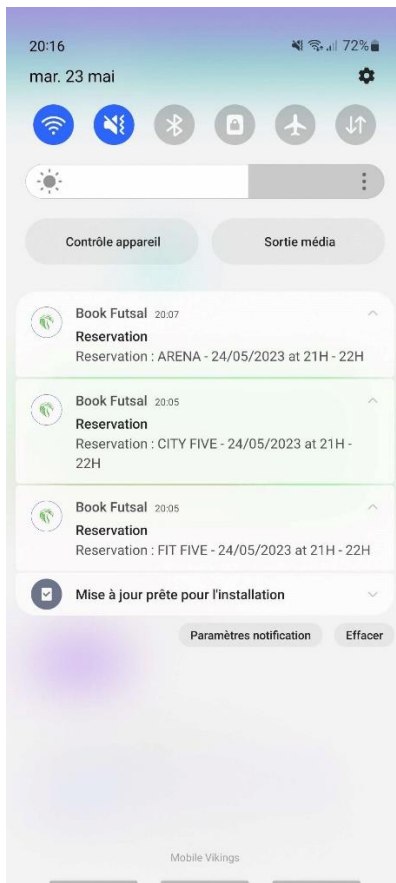 20:16 72%
mar. 23 mai
Contrôle appareil Sortie média
Book Futsal 20:07
Reservation
Reservation : ARENA - 24/05/2023 at 21H - 22H
Book Futsal 20:05
Reservation
Reservation : CITY FIVE - 24/05/2023 at 21H -
22H
Book Futsal 20:05
Reservation
Reservation : FIT FIVE - 24/05/2023 at 21H - 22H
Mise à jour prête pour l'installation
Paramètres notification Effacer
Mobile Vikings